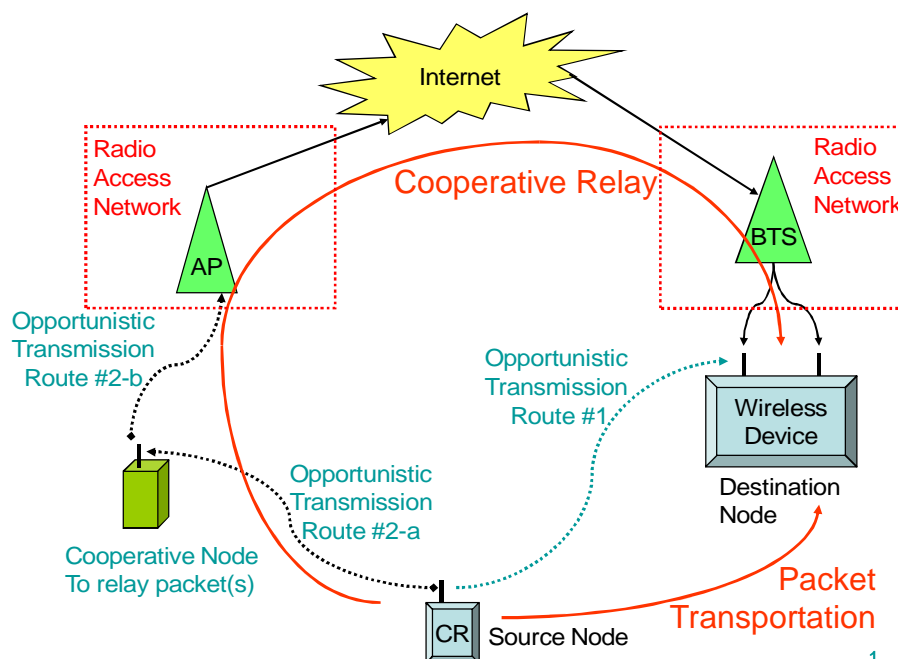 Internet
Radio
Access
Network
Radio
Access
Network
Cooperative Relay
BTS
AP
Opportunistic
Transmission
Route #2-b
Opportunistic
Transmission
Route #1
Wireless
Device
Destination
Node
Opportunistic
Transmission
Route #2-a
Cooperative Node
To relay packet(s)
Packet
Transportation
CR
Source Node
1